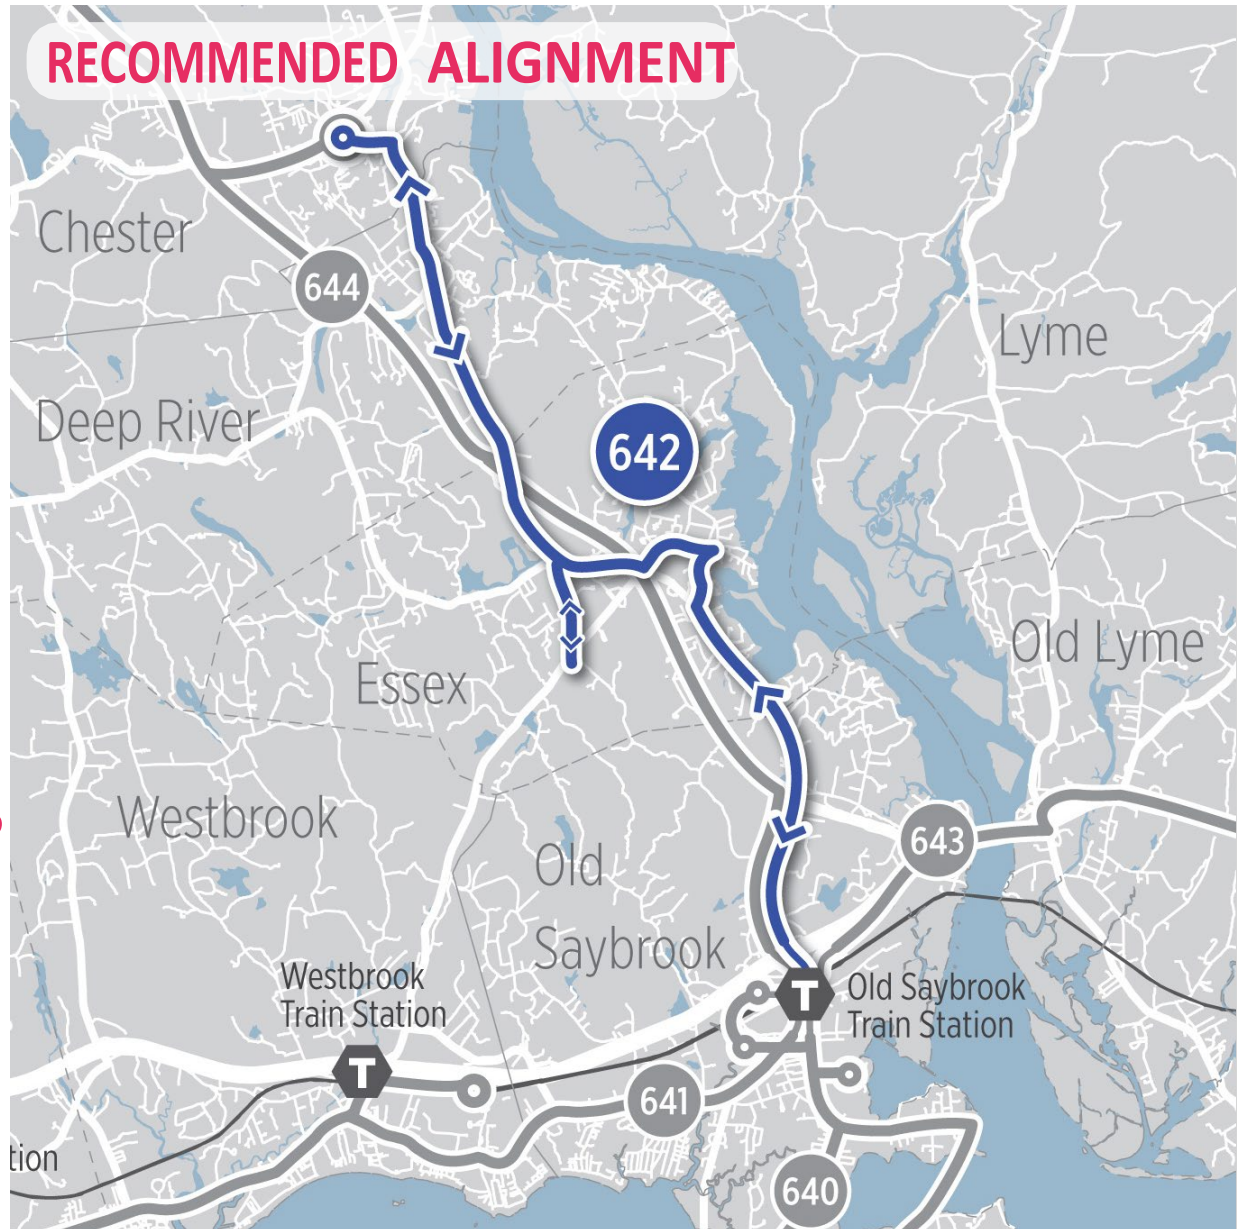 RECOMMENDED ALIGNMENT
Chester
644
Lyme
Deep River
642
Old Lyme
Essex
Westbrook
643
Old
Saybrook
Westbrook
Train Station
T
Old Saybrook
Train Station
T
641
tion
640